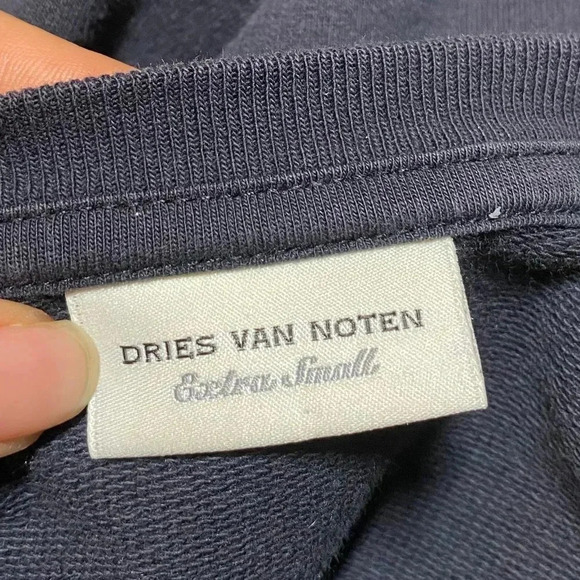 DRIES VAN NOTEN
Extra Small